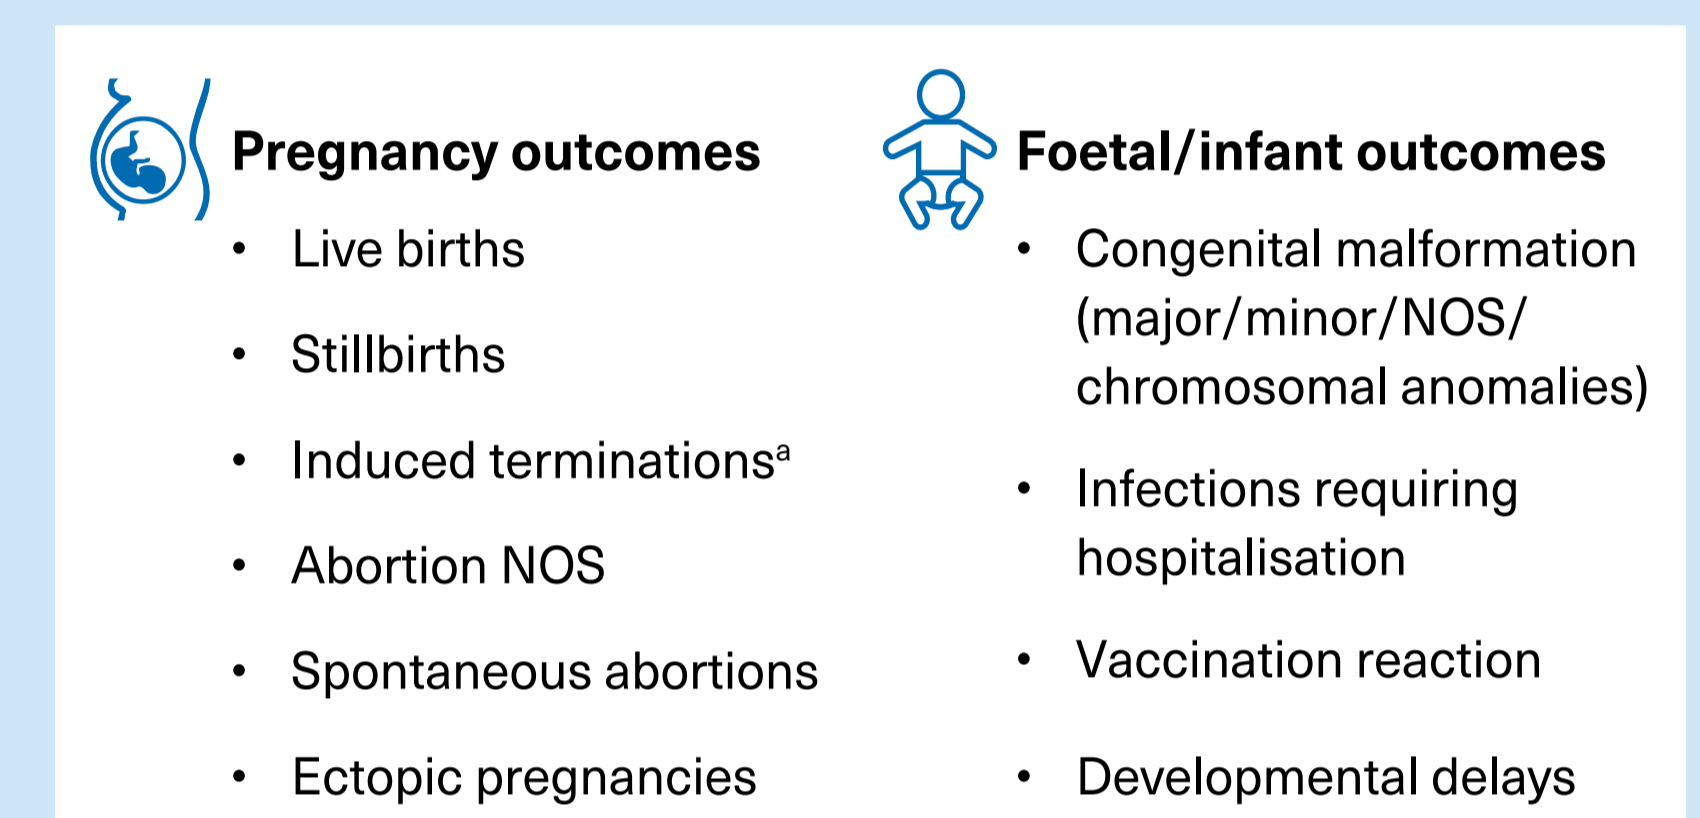 Pregnancy outcomes
• Live births
• Stillbirths
• Induced terminationsᵃ
• Abortion NOS
• Spontaneous abortions
• Ectopic pregnancies
Foetal/infant outcomes
• Congenital malformation
(major/minor/NOS/
chromosomal anomalies)
• Infections requiring
hospitalisation
• Vaccination reaction
• Developmental delays